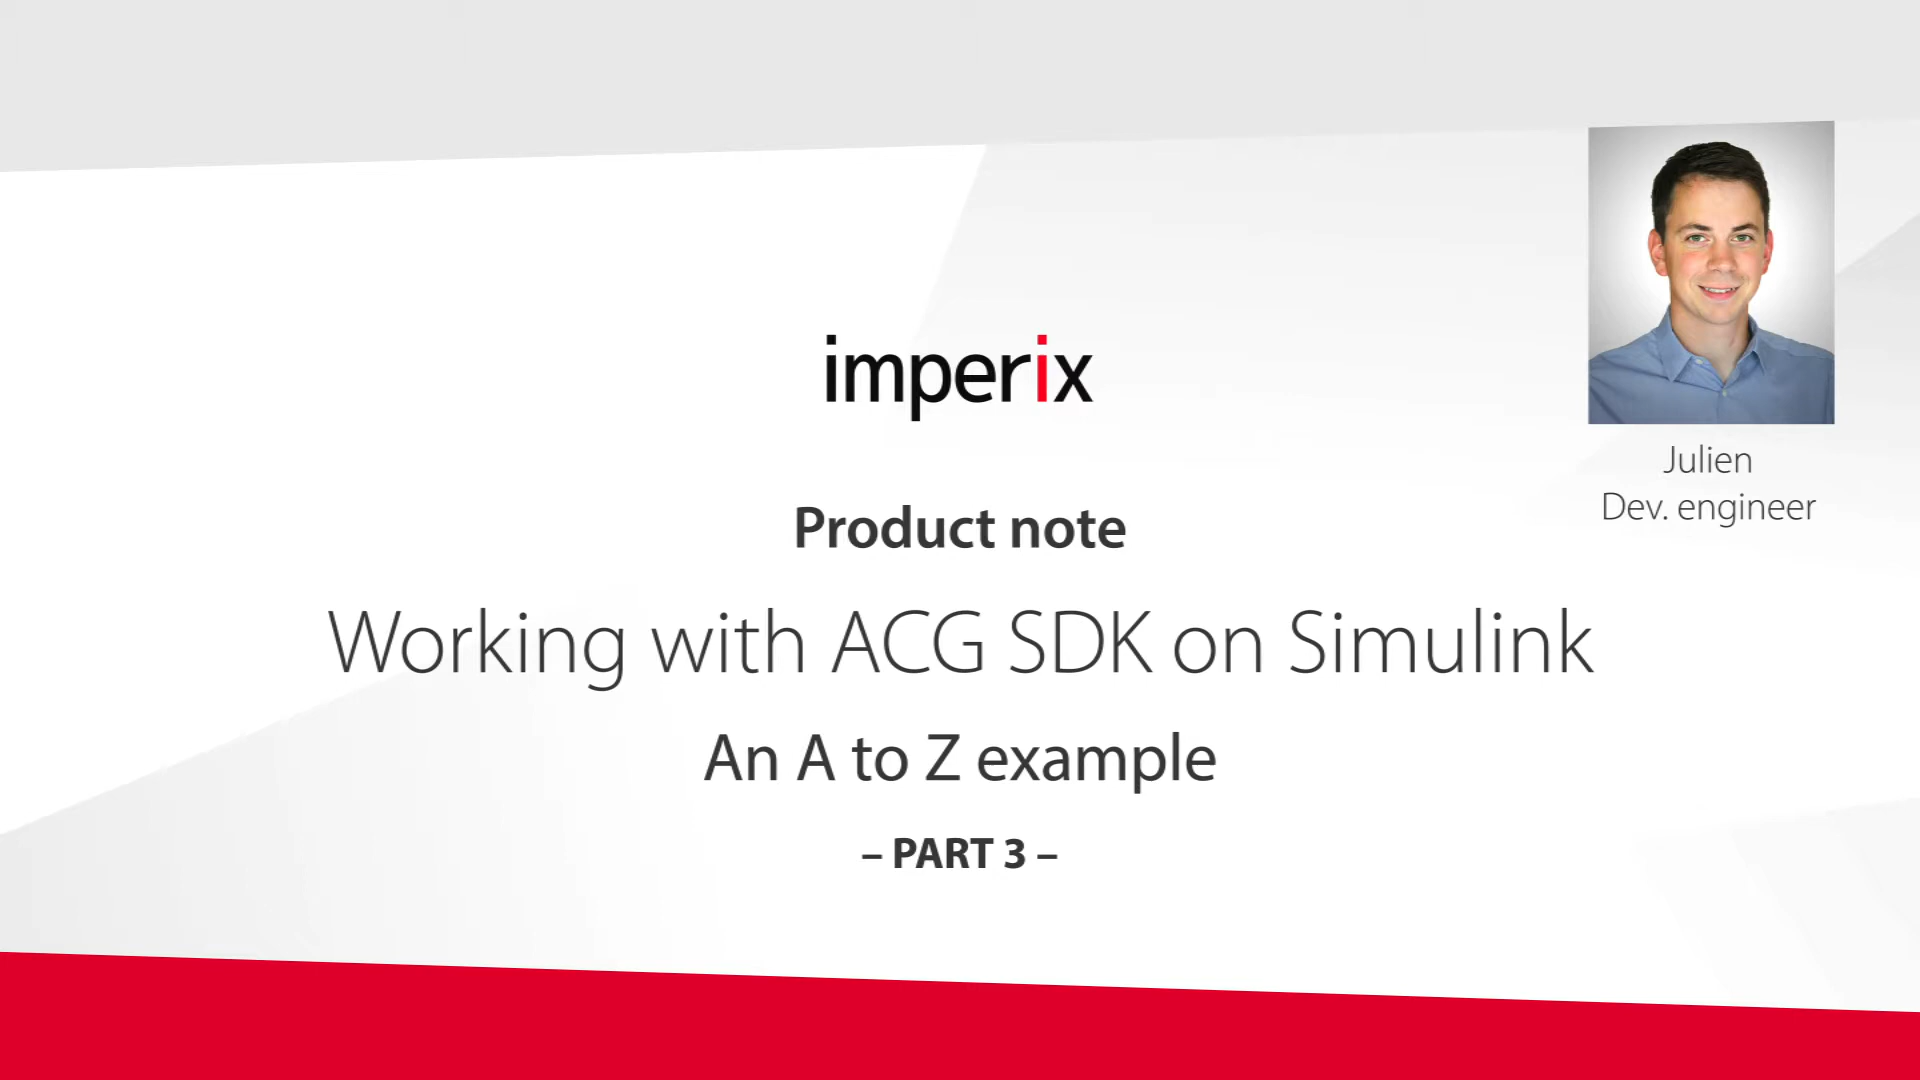 imperix
Julien
Dev. engineer
Product note
Working with ACG SDK on Simulink
An A to Z example
– PART 3 –